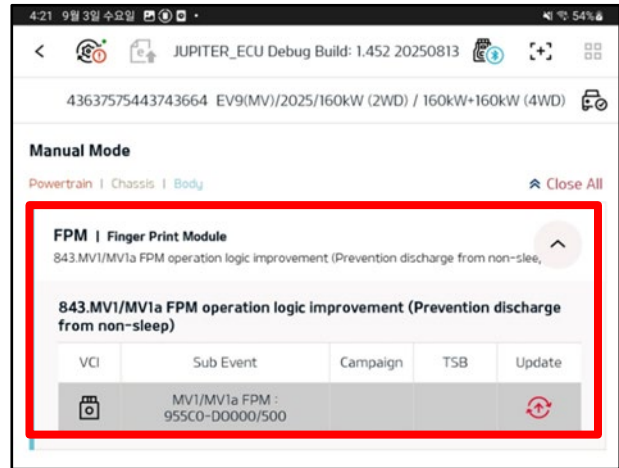 4:21 9월 3일 수요일 54%
JUPITER_ECU Debug Build: 1.452 20250813
43637575443743664 EV9(MV)/2025/160kW (2WD) / 160kW+160kW (4WD)
Manual Mode
Powertrain | Chassis | Body Close All
FPM | Finger Print Module
843.MV1/MV1a FPM operation logic improvement (Prevention discharge from non-slee,
843.MV1/MV1a FPM operation logic improvement (Prevention discharge
from non-sleep)
VCI Sub Event Campaign TSB Update
MV1/MV1a FPM :
955C0-DO000/500